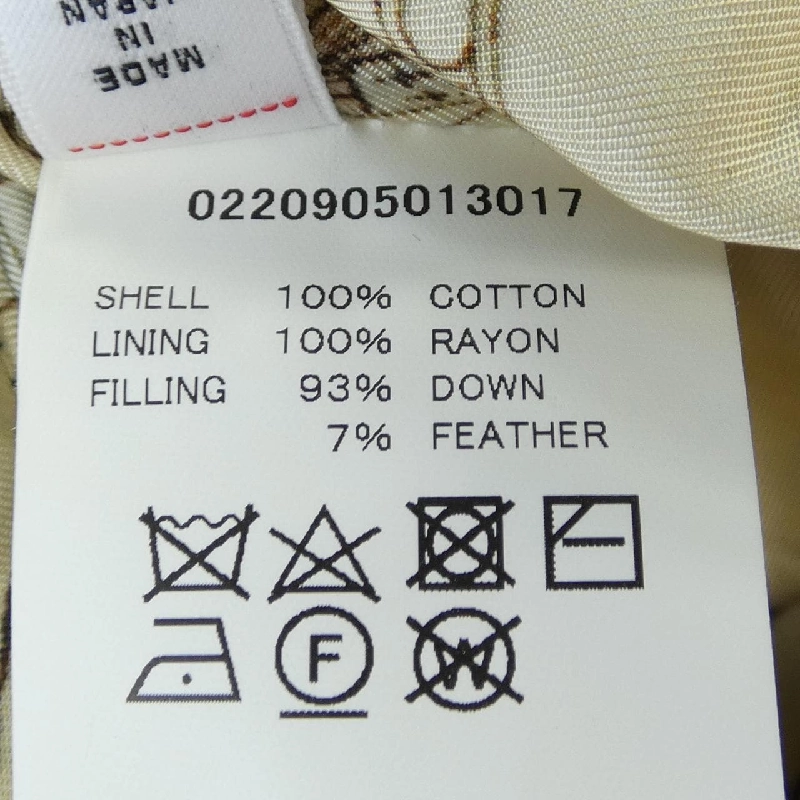 MADE
IN
JAPAN
0220905013017
SHELL 100% COTTON
LINING 100% RAYON
FILLING 93% DOWN
7% FEATHER
F
W